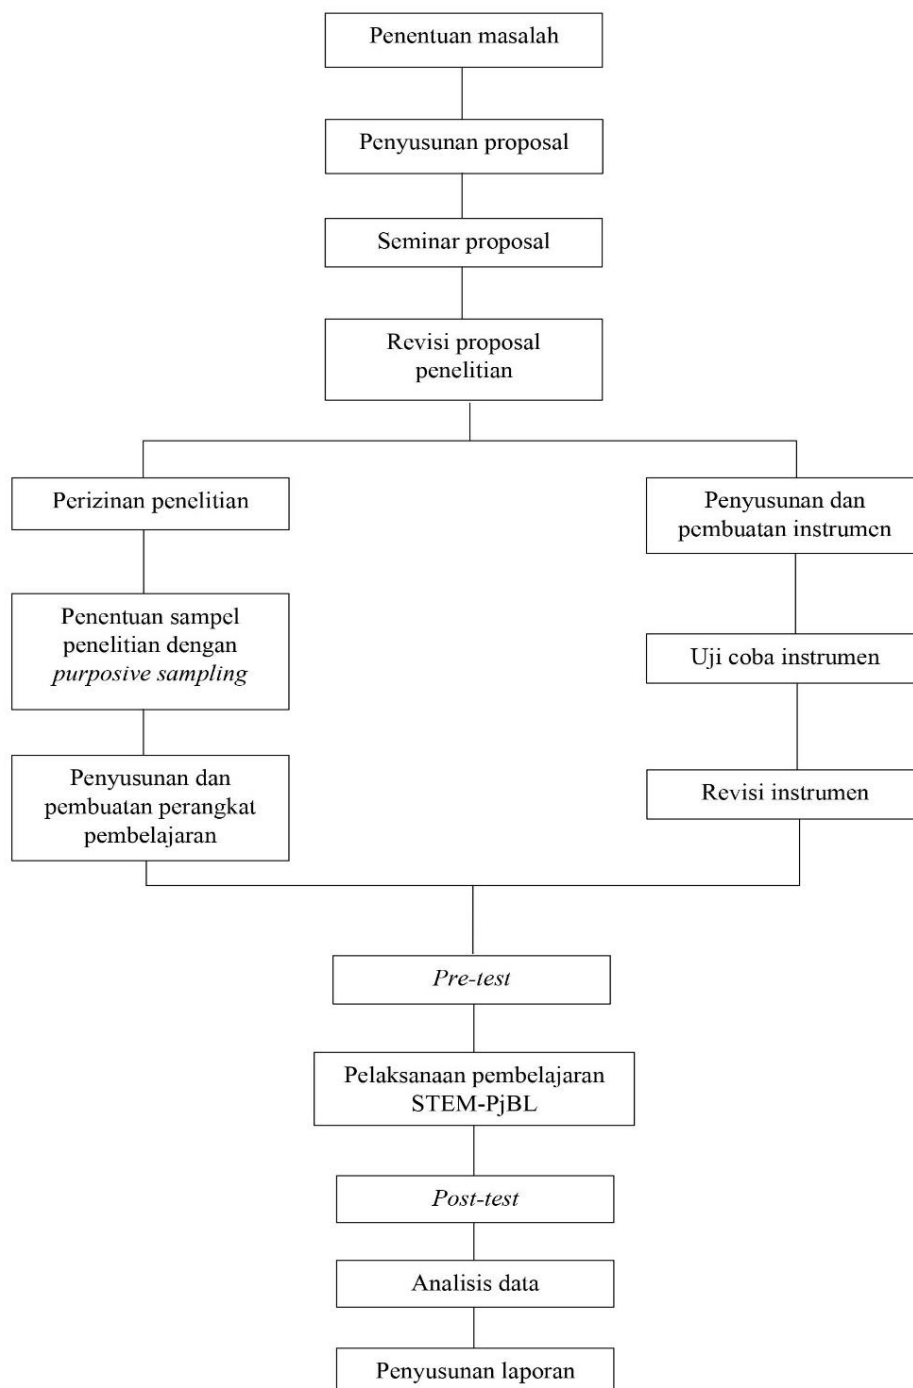 Penentuan masalah
Penyusunan proposal
Seminar proposal
Revisi proposal
penelitian
Perizinan penelitian
Penentuan sampel
penelitian dengan
purposive sampling
Penyusunan dan
pembuatan perangkat
pembelajaran
Penyusunan dan
pembuatan instrumen
Uji coba instrumen
Revisi instrumen
Pre-test
Pelaksanaan pembelajaran
STEM-PjBL
Post-test
Analisis data
Penyusunan laporan